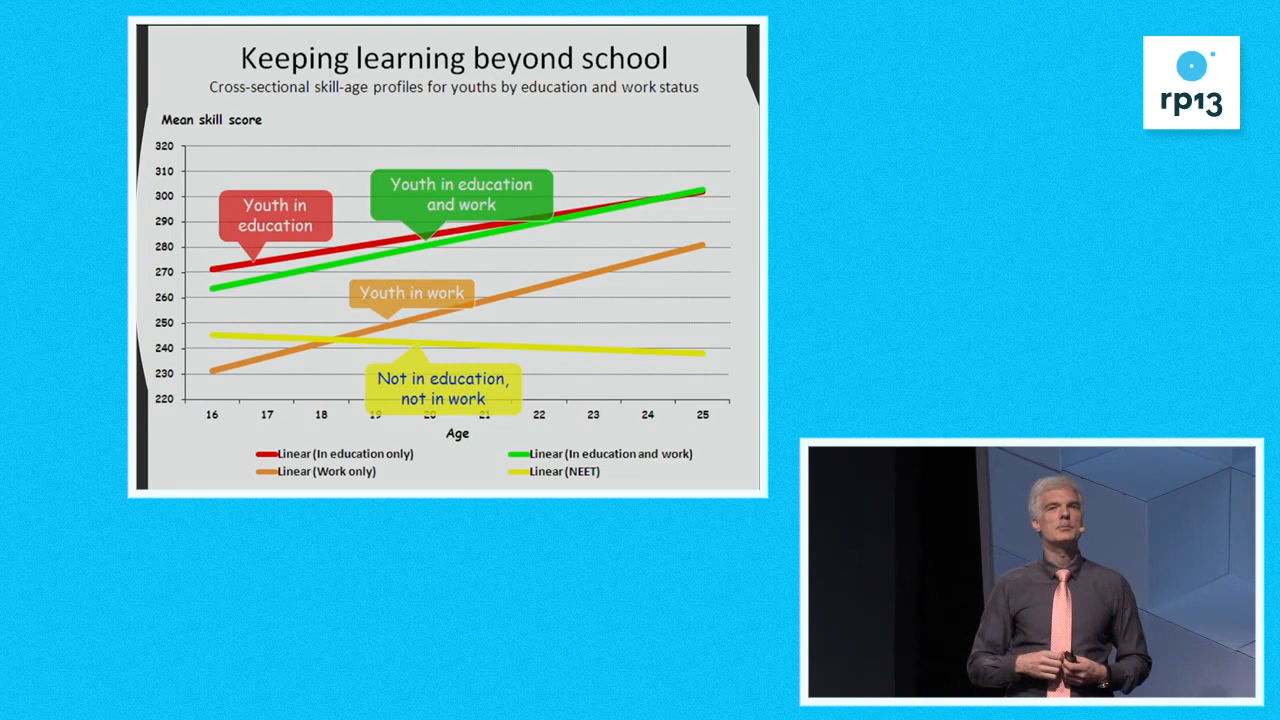 Keeping learning beyond school
Cross-sectional skill-age profiles for youths by education and work status
Mean skill score
320
310
300
290
280
270
260
250
240
230
220
Youth in
education
Youth in education
and work
Youth in work
Not in education,
not in work
16 17 18 19 20 21 22 23 24 25
Age
Linear (In education only)
Linear (In education and work)
Linear (Work only)
Linear (NEET)
rp13